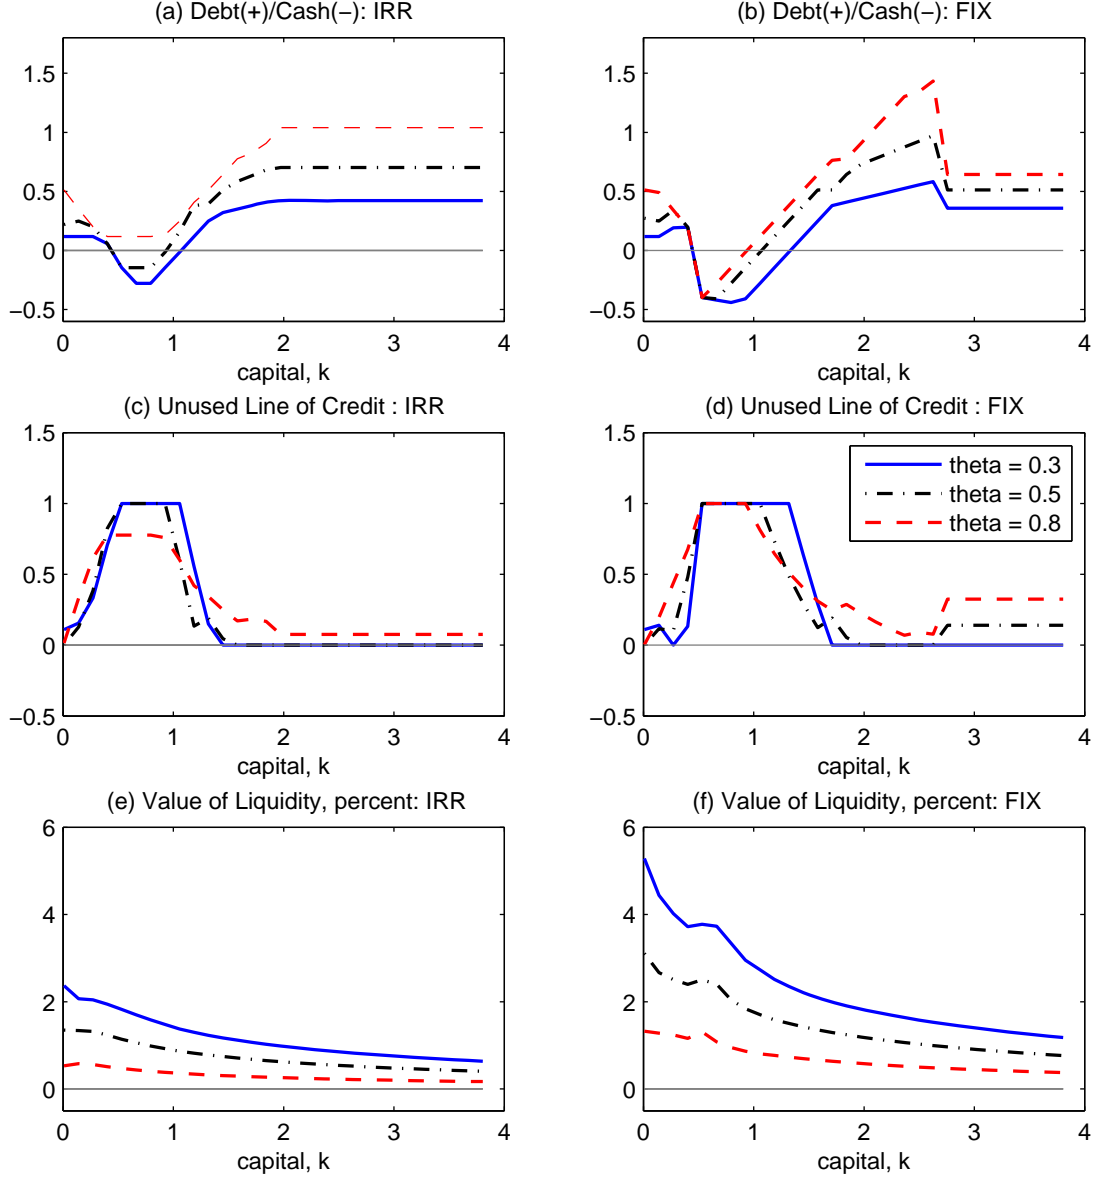 (a) Debt(+)/Cash(−): IRR
1.5
1
0.5
0
−0.5
0 1 2 3 4
capital, k
(b) Debt(+)/Cash(−): FIX
1.5
1
0.5
0
−0.5
0 1 2 3 4
capital, k
(c) Unused Line of Credit : IRR
1.5
1
0.5
0
−0.5
0 1 2 3 4
capital, k
(d) Unused Line of Credit : FIX
1.5
1
0.5
0
−0.5
theta = 0.3
theta = 0.5
theta = 0.8
0 1 2 3 4
capital, k
(e) Value of Liquidity, percent: IRR
6
4
2
0
0 1 2 3 4
capital, k
(f) Value of Liquidity, percent: FIX
6
4
2
0
0 1 2 3 4
capital, k